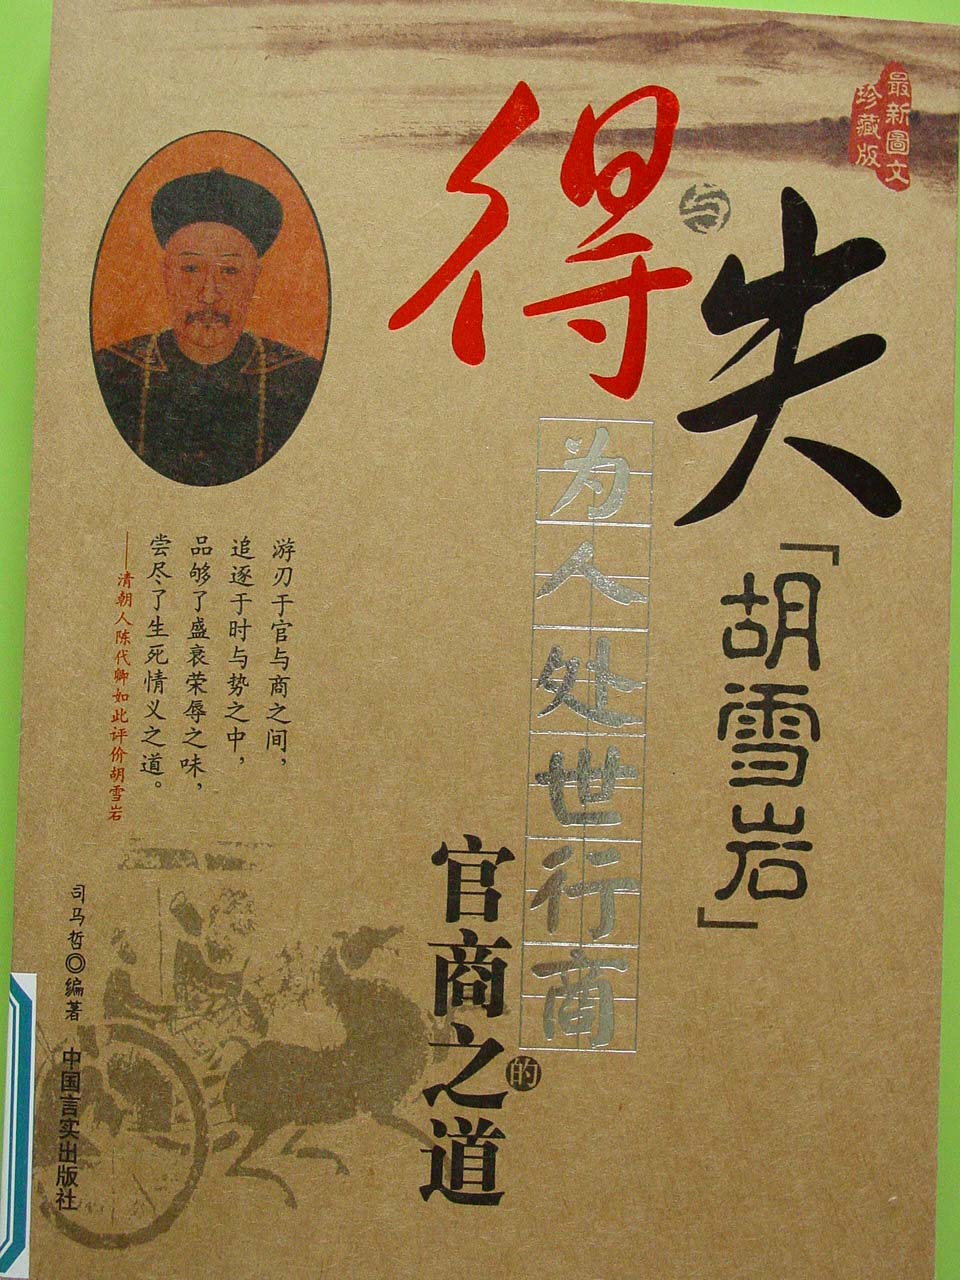 最新圖文
珍藏版
得与失
「胡雪岩」
为人处世行商
的
官商之道
游刃于官与商之间，
追逐于时与势之中，
品够了盛衰荣辱之味，
尝尽了生死情义之道。
——清朝人陈代卿如此评价胡雪岩
司马哲◎编著
中国言实出版社